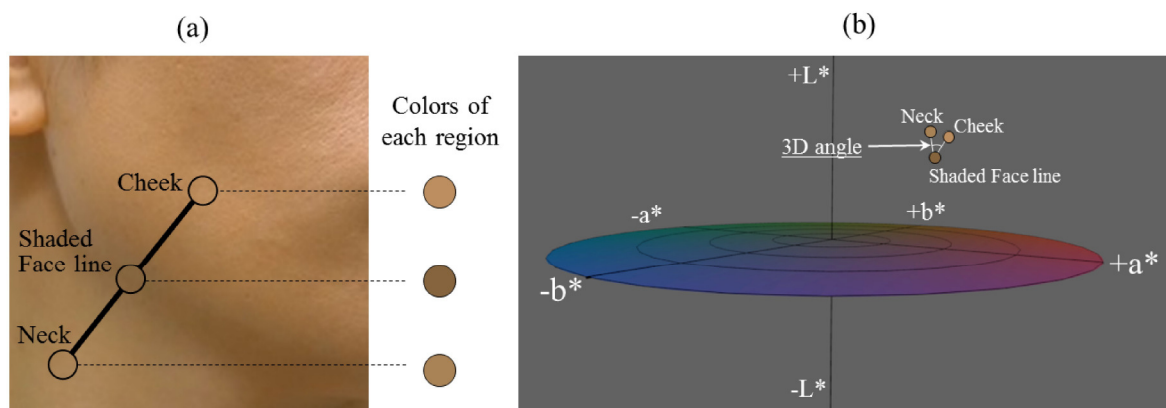 (a)
Cheek
Shaded
Face line
Neck
Colors of
each region
(b)
+L*
Neck
Cheek
3D angle
Shaded Face line
-a*
+b*
-b*
+a*
-L*